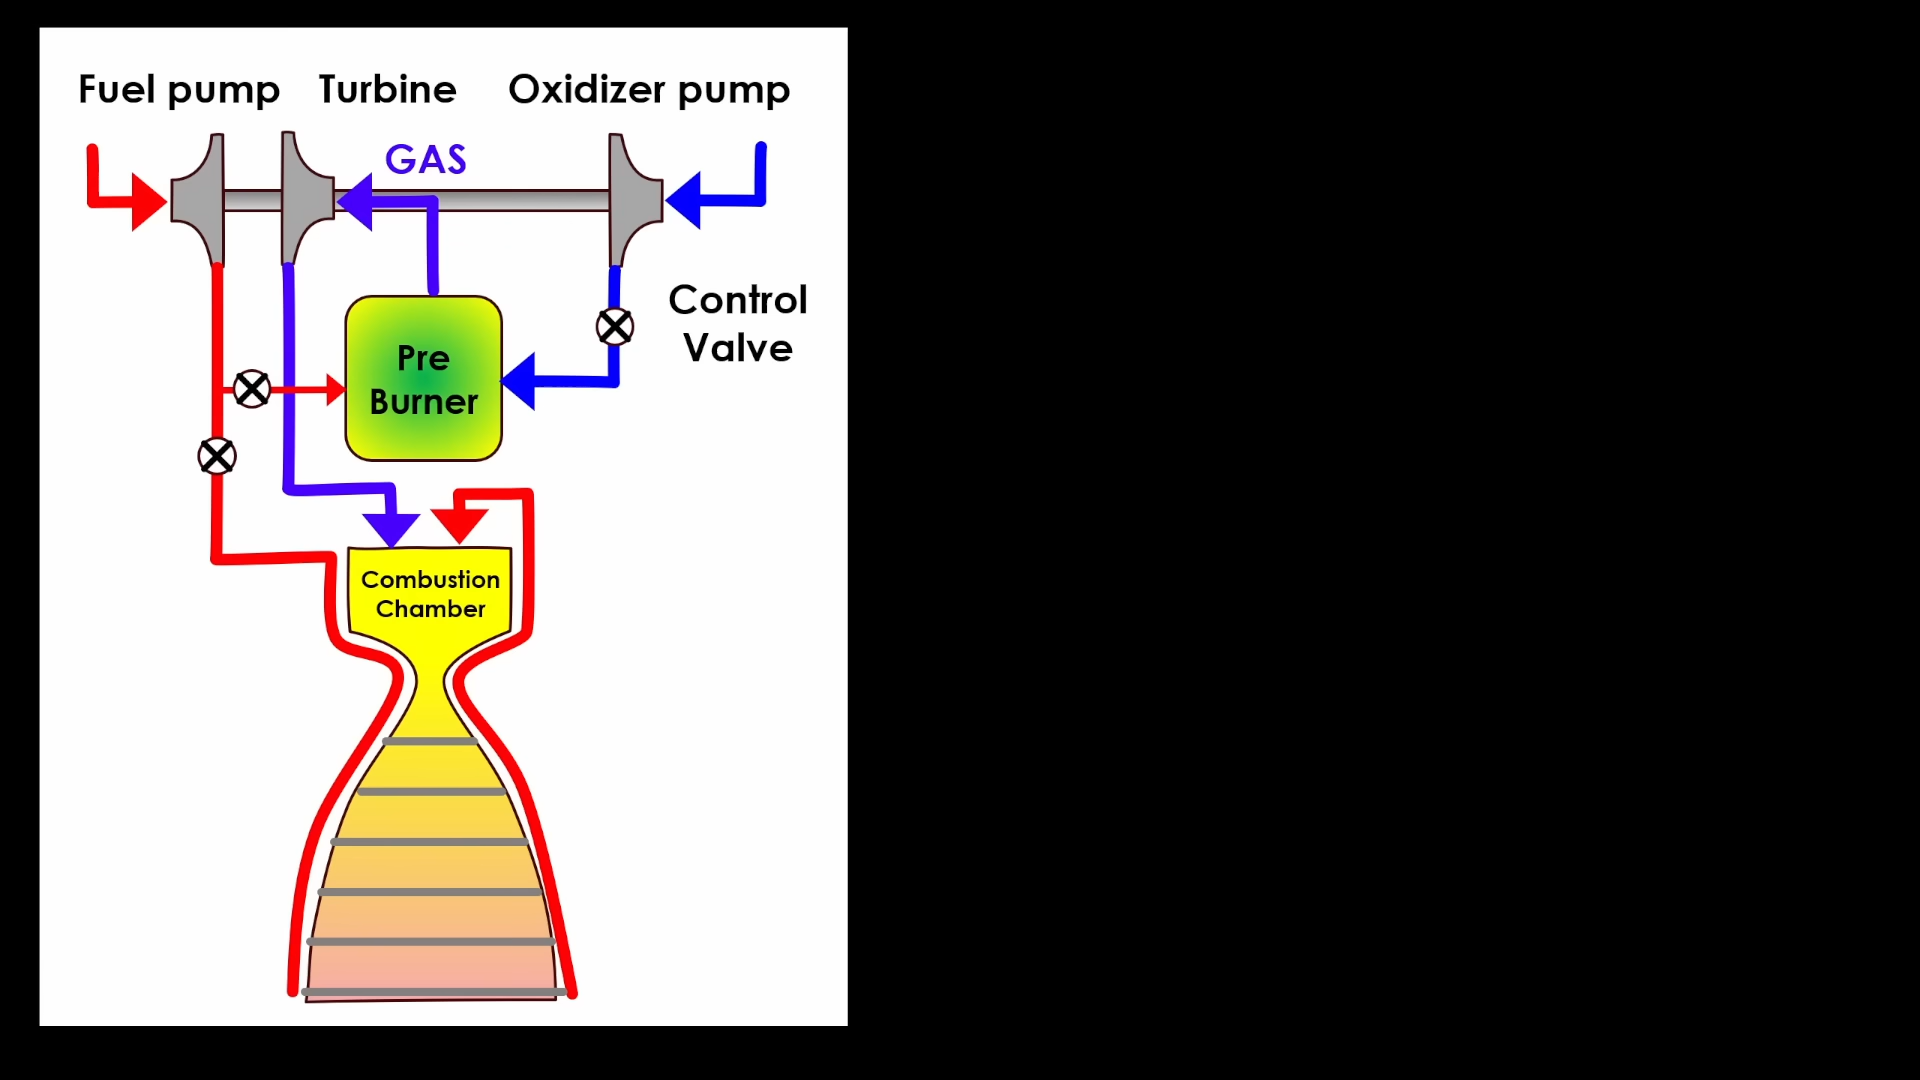 Fuel pump Turbine Oxidizer pump
GAS
Control
Valve
Pre
Burner
Combustion
Chamber